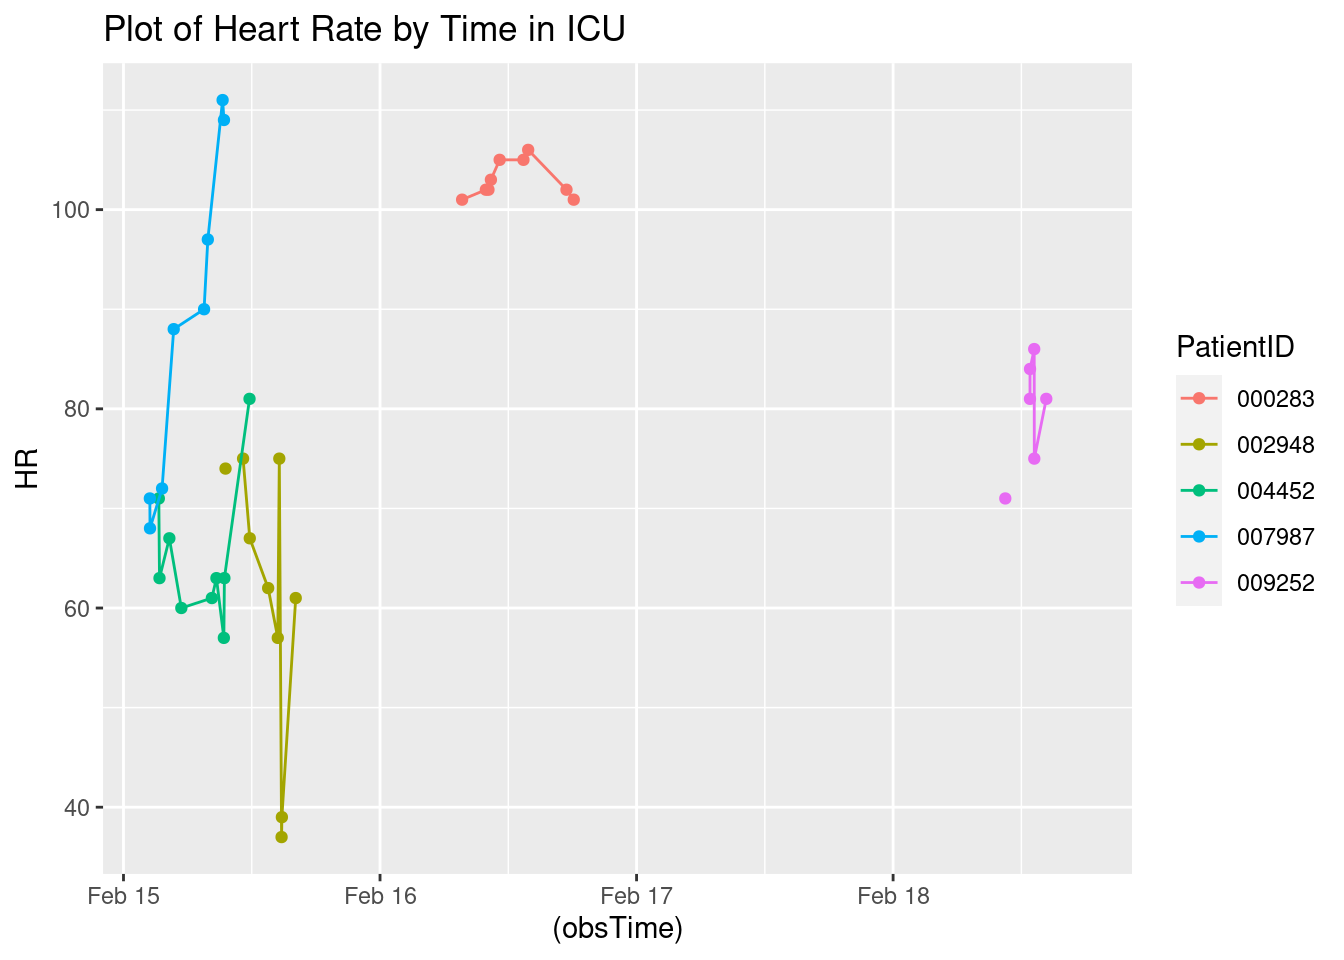 Plot of Heart Rate by Time in ICU
HR
100
80
60
40
Feb 15
Feb 16
Feb 17
Feb 18
(obsTime)
PatientID
000283
002948
004452
007987
009252